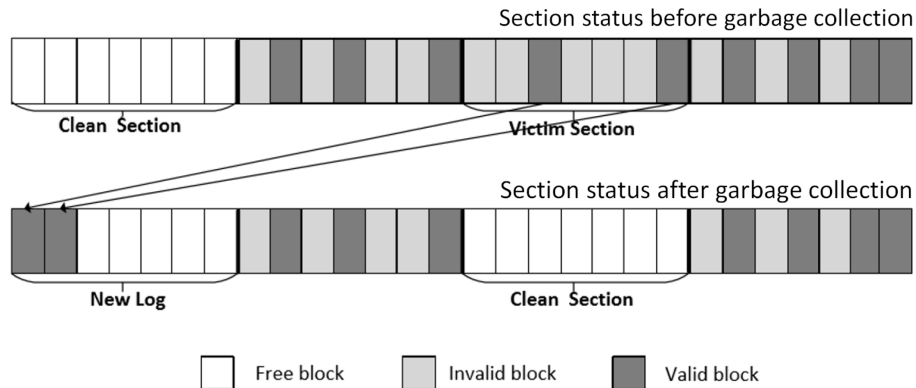 Section status before garbage collection
Clean Section
Victim Section
Section status after garbage collection
New Log
Clean Section
Free block
Invalid block
Valid block